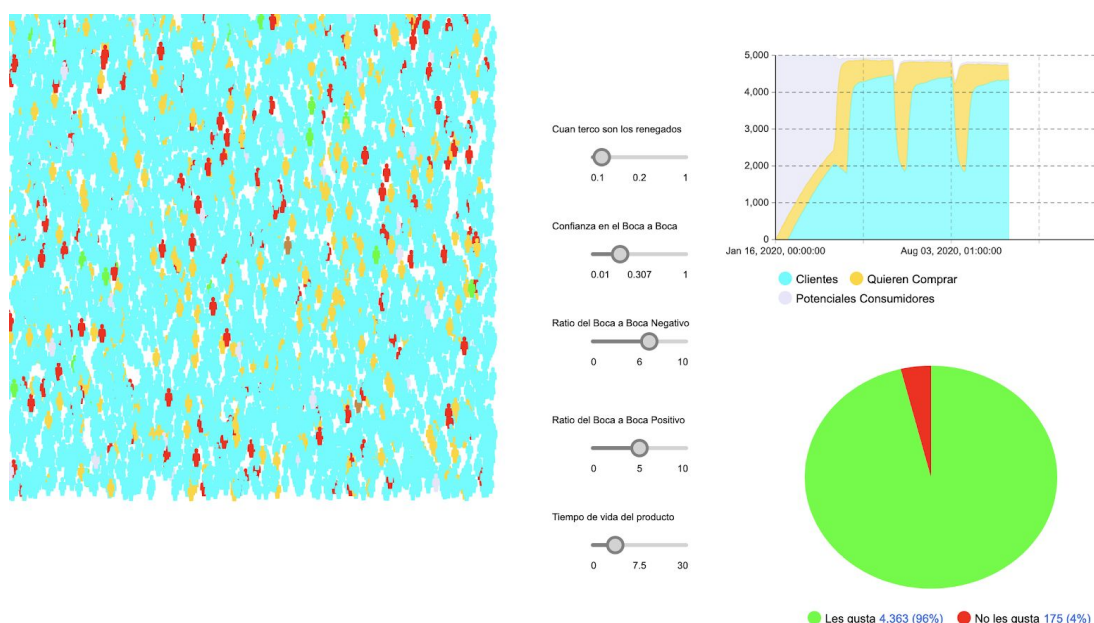 Cuan terco son los renegados
0.1 0.2 1
Confianza en el Boca a Boca
0.01 0.307 1
Ratio del Boca a Boca Negativo
0 6 10
Ratio del Boca a Boca Positivo
0 5 10
Tiempo de vida del producto
0 7.5 30
5,000
4,000
3,000
2,000
1,000
0
Jan 16, 2020, 00:00:00 Aug 03, 2020, 01:00:00
Clientes Quieren Comprar
Potenciales Consumidores
Les gusta 4,363 (96%) No les gusta 175 (4%)